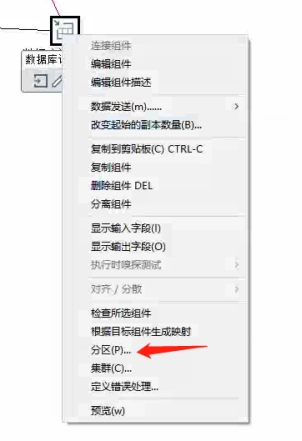 连接组件
编辑组件
编辑组件描述
数据库
数据发送(m)......
改变起始的副本数量(B)...
复制到剪贴板(C) CTRL-C
复制组件
删除组件 DEL
分离组件
显示输入字段(I)
显示输出字段(O)
执行时嗅探测试
对齐 / 分散
检查所选组件
根据目标组件生成映射
分区(P)...
集群(C)...
定义错误处理...
预览(w)